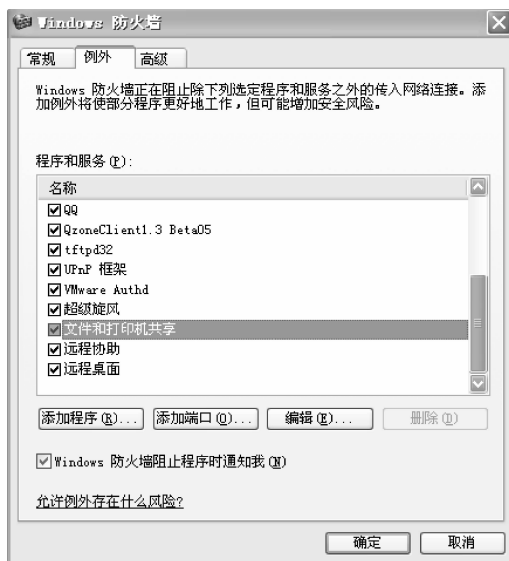 Windows 防火墙
常规 例外 高级
Windows 防火墙正在阻止除下列选定程序和服务之外的传入网络连接。添
加例外将使部分程序更好地工作，但可能增加安全风险。
程序和服务(P):
名称
QQ
QzoneClient1.3 Beta05
tftpd32
UPnP 框架
VMware Authd
超级旋风
文件和打印机共享
远程协助
远程桌面
添加程序(R)... 添加端口(O)... 编辑(E)... 删除(D)
Windows 防火墙阻止程序时通知我(N)
允许例外存在什么风险?
确定 取消